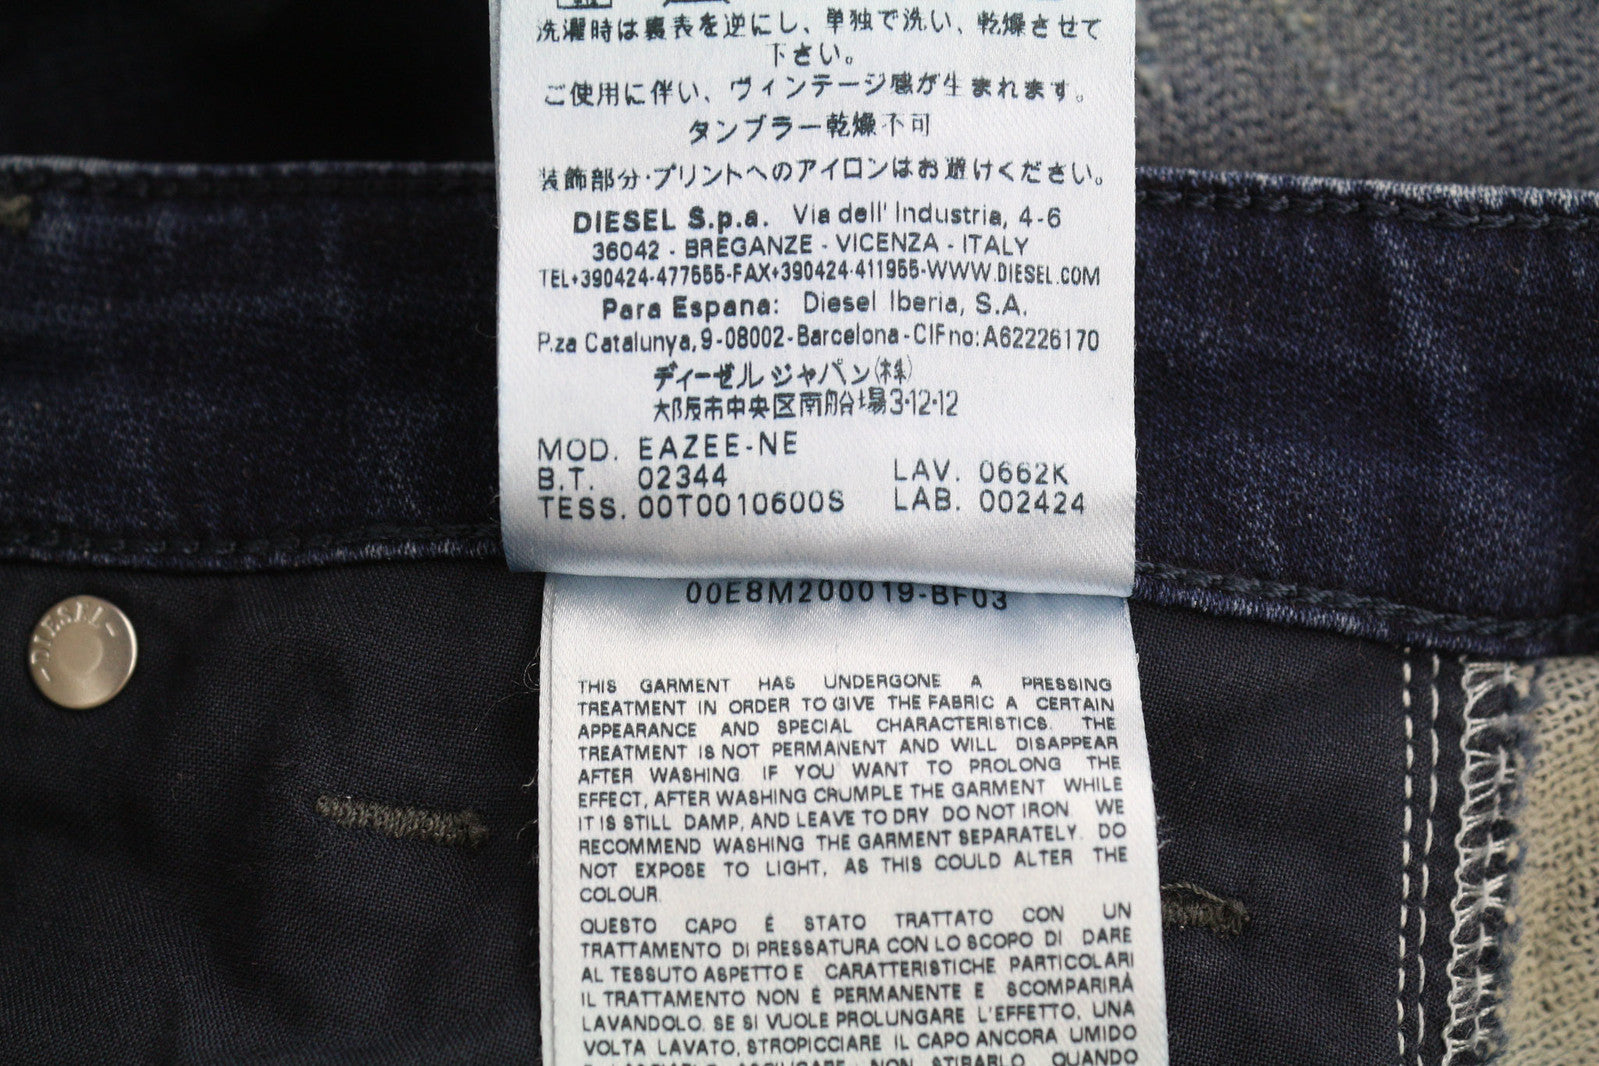 洗濯時は裏表を逆にし、単独で洗い、乾燥させて
下さい。
ご使用に伴い、ヴィンテージ感が生まれます。
タンブラー乾燥不可
装飾部分・プリントへのアイロンはお避けください。
DIESEL S.p.a. Via dell' Industria, 4-6
36042 - BREGANZE - VICENZA - ITALY
TEL+390424-477555-FAX+390424-411955-WWW.DIESEL.COM
Para Espana: Diesel Iberia, S.A.
P.za Catalunya, 9-08002-Barcelona-CIF no: A62226170
ディーゼル ジャパン(株)
大阪市中央区南船場3-12-12
MOD. EAZEE-NE
B.T. 02344 LAV. 0662K
TESS. 00T0010600S LAB. 002424
00E8M200019-BF03
THIS GARMENT HAS UNDERGONE A PRESSING
TREATMENT IN ORDER TO GIVE THE FABRIC A CERTAIN
APPEARANCE AND SPECIAL CHARACTERISTICS. THE
TREATMENT IS NOT PERMANENT AND WILL DISAPPEAR
AFTER WASHING. IF YOU WANT TO PROLONG THE
EFFECT, AFTER WASHING CRUMPLE THE GARMENT WHILE
IT IS STILL DAMP, AND LEAVE TO DRY. DO NOT IRON. WE
RECOMMEND WASHING THE GARMENT SEPARATELY. DO
NOT EXPOSE TO LIGHT, AS THIS COULD ALTER THE
COLOUR.
QUESTO CAPO É STATO TRATTATO CON UN
TRATTAMENTO DI PRESSATURA CON LO SCOPO DI DARE
AL TESSUTO ASPETTO E CARATTERISTICHE PARTICOLARI
IL TRATTAMENTO NON É PERMANENTE E SCOMPARIRÀ
LAVANDOLO. SE SI VUOLE PROLUNGARE L'EFFETTO, UNA
VOLTA LAVATO, STROPICCIARE IL CAPO ANCORA UMIDO
E LASCIARLO ASCIUGARE. NON STIRARLO. QUANDO
DIESEL